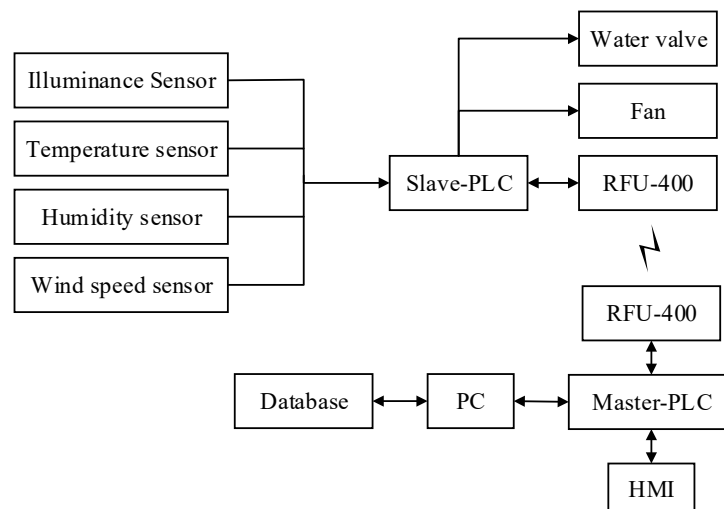 Water valve
Illuminance Sensor
Fan
Temperature sensor
Slave-PLC
RFU-400
Humidity sensor
Wind speed sensor
RFU-400
Database
PC
Master-PLC
HMI